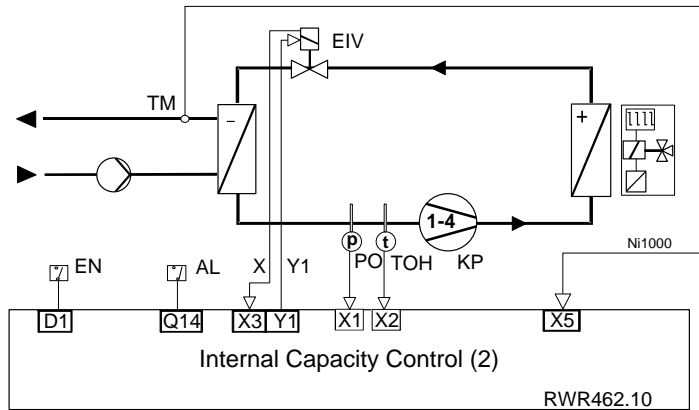 EIV
TM
−
+
1-4
p
t
PO
TOH
KP
Ni1000
EN
AL
X
Y1
D1
Q14
X3
Y1
X1
X2
X5
Internal Capacity Control (2)
RWR462.10